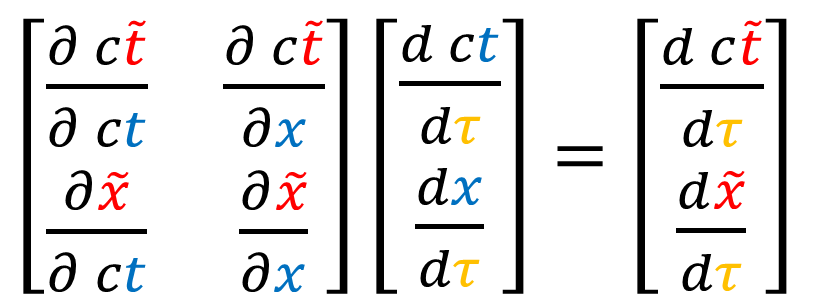 [∂ ct̃/∂ ct ∂ ct̃/∂x] [d ct/dτ] = [d ct̃/dτ]
[∂x̃/∂ ct ∂x̃/∂x] [dx/dτ] [dx̃/dτ]